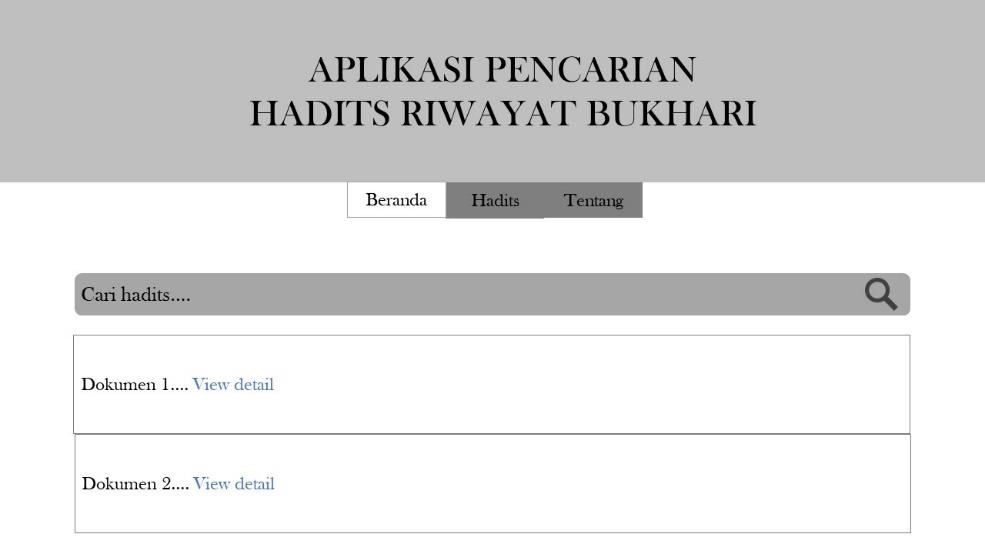 APLIKASI PENCARIAN
HADITS RIWAYAT BUKHARI
Beranda Hadits Tentang
Cari hadits....
Dokumen 1.... View detail
Dokumen 2.... View detail